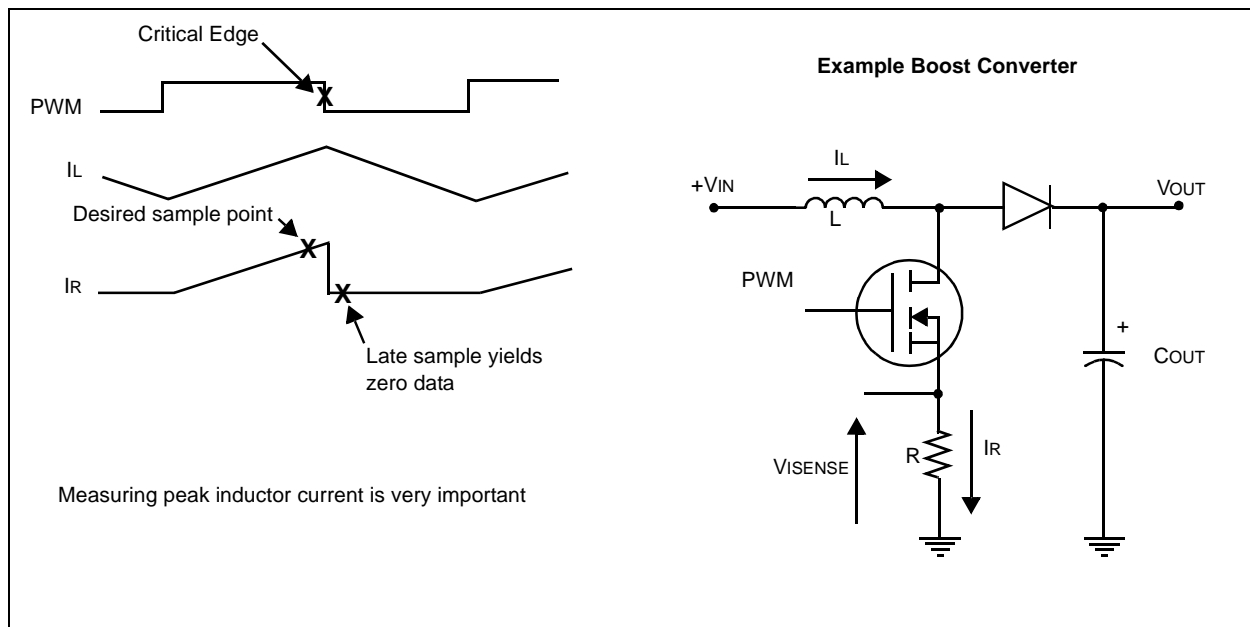 Critical Edge
PWM
X
IL
Desired sample point
X
IR
X
Late sample yields
zero data
Measuring peak inductor current is very important
Example Boost Converter
IL
+VIN
L
VOUT
PWM
+
COUT
VISENSE
R
IR